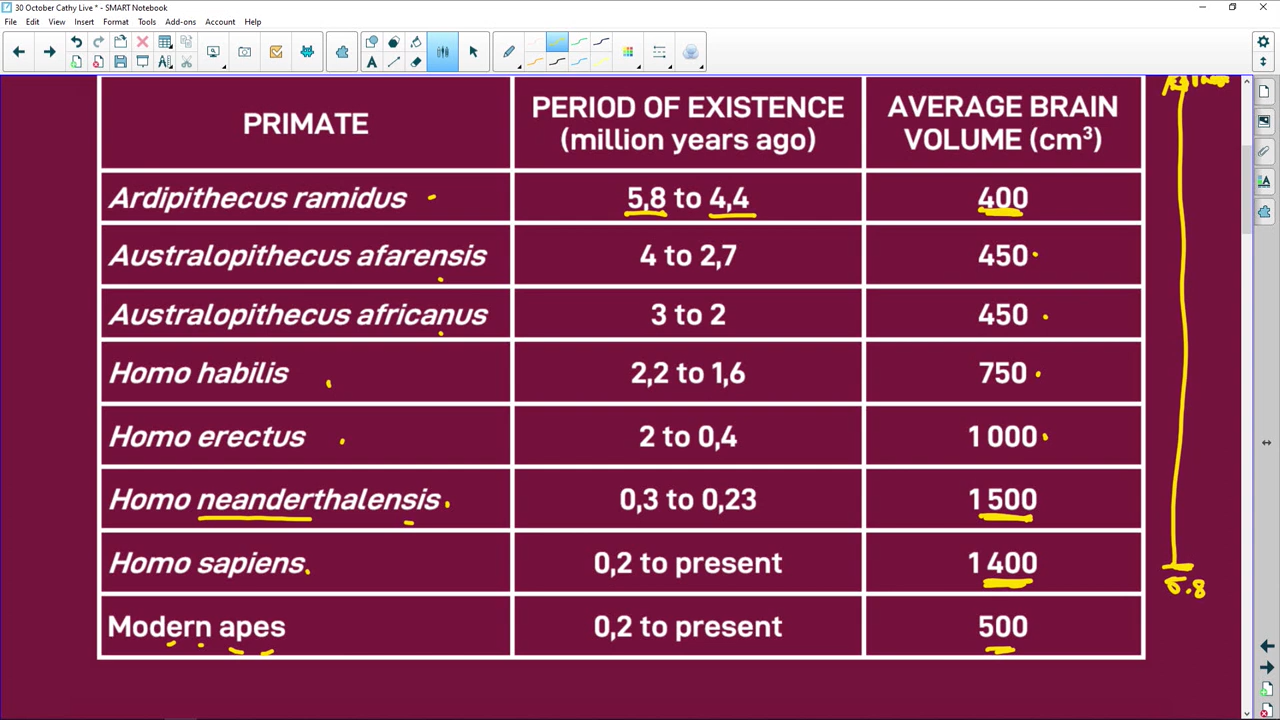 30 October Cathy Live * - SMART Notebook
File Edit View Insert Format Tools Add-ons Account Help
PRIMATE
PERIOD OF EXISTENCE
(million years ago)
AVERAGE BRAIN
VOLUME (cm³)
Ardipithecus ramidus 5,8 to 4,4 400
Australopithecus afarensis 4 to 2,7 450
Australopithecus africanus 3 to 2 450
Homo habilis 2,2 to 1,6 750
Homo erectus 2 to 0,4 1 000
Homo neanderthalensis 0,3 to 0,23 1 500
Homo sapiens 0,2 to present 1 400
5.8
Modern apes 0,2 to present 500